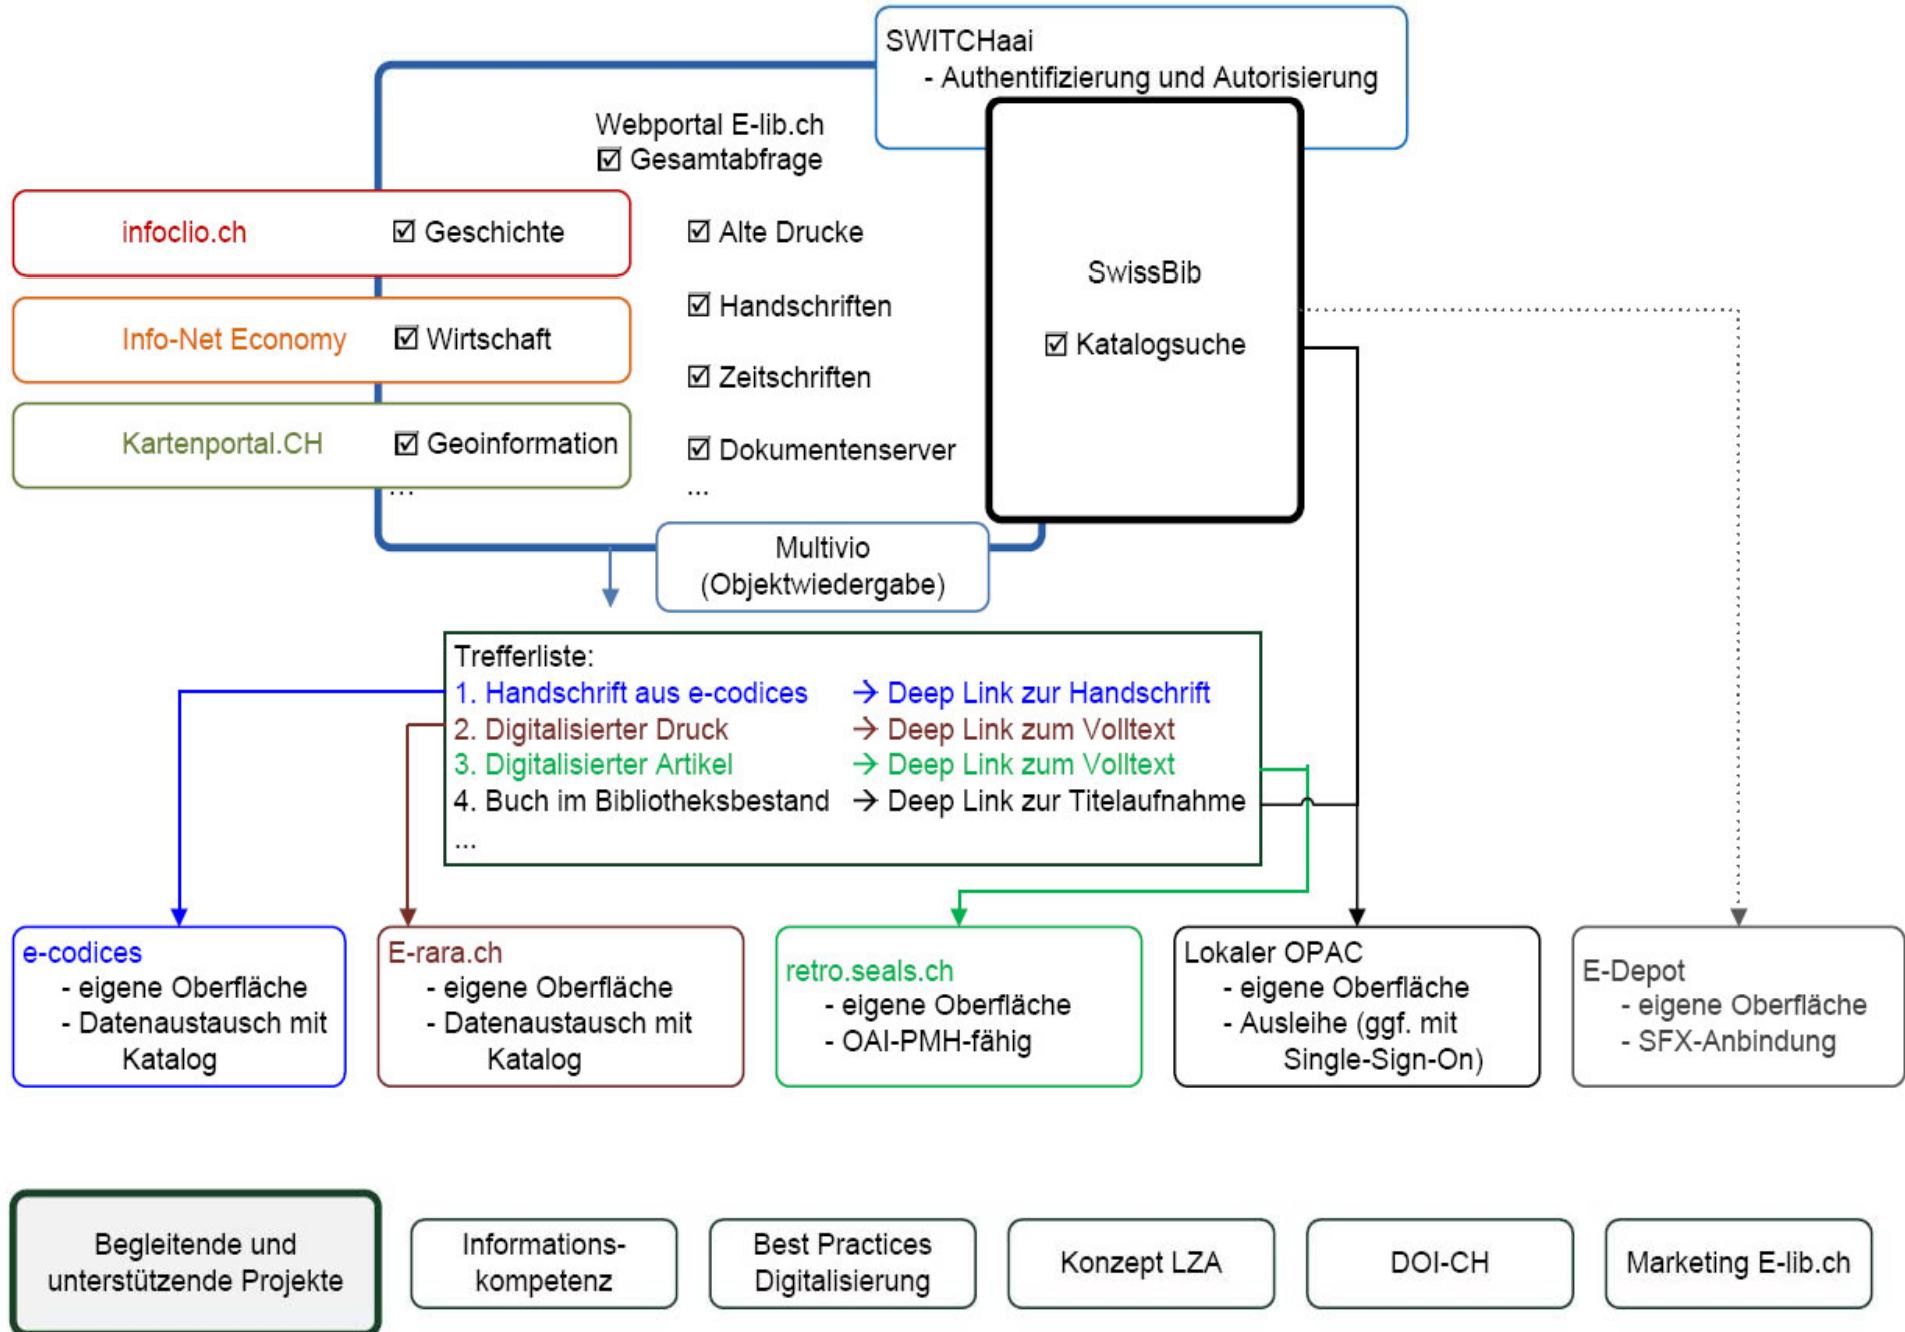 SWITCHaai
- Authentifizierung und Autorisierung
Webportal E-lib.ch
☑ Gesamtabfrage
infoclio.ch ☑ Geschichte
Info-Net Economy ☑ Wirtschaft
Kartenportal.CH ☑ Geoinformation
...
☑ Alte Drucke
☑ Handschriften
☑ Zeitschriften
☑ Dokumentenserver
...
SwissBib
☑ Katalogsuche
Multivio
(Objektwiedergabe)
Trefferliste:
1. Handschrift aus e-codices → Deep Link zur Handschrift
2. Digitalisierter Druck → Deep Link zum Volltext
3. Digitalisierter Artikel → Deep Link zum Volltext
4. Buch im Bibliotheksbestand → Deep Link zur Titelaufnahme
...
e-codices
- eigene Oberfläche
- Datenaustausch mit
Katalog
E-rara.ch
- eigene Oberfläche
- Datenaustausch mit
Katalog
retro.seals.ch
- eigene Oberfläche
- OAI-PMH-fähig
Lokaler OPAC
- eigene Oberfläche
- Ausleihe (ggf. mit
Single-Sign-On)
E-Depot
- eigene Oberfläche
- SFX-Anbindung
Begleitende und
unterstützende Projekte
Informations-
kompetenz
Best Practices
Digitalisierung
Konzept LZA
DOI-CH
Marketing E-lib.ch